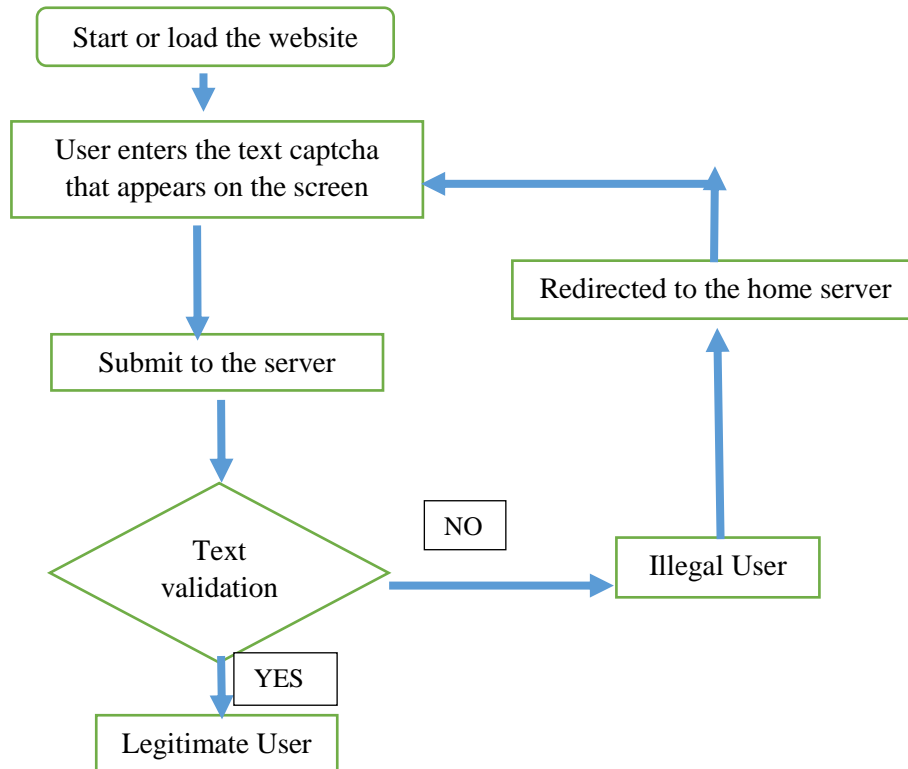 Start or load the website
User enters the text captcha
that appears on the screen
Redirected to the home server
Submit to the server
NO
Text
validation
Illegal User
YES
Legitimate User